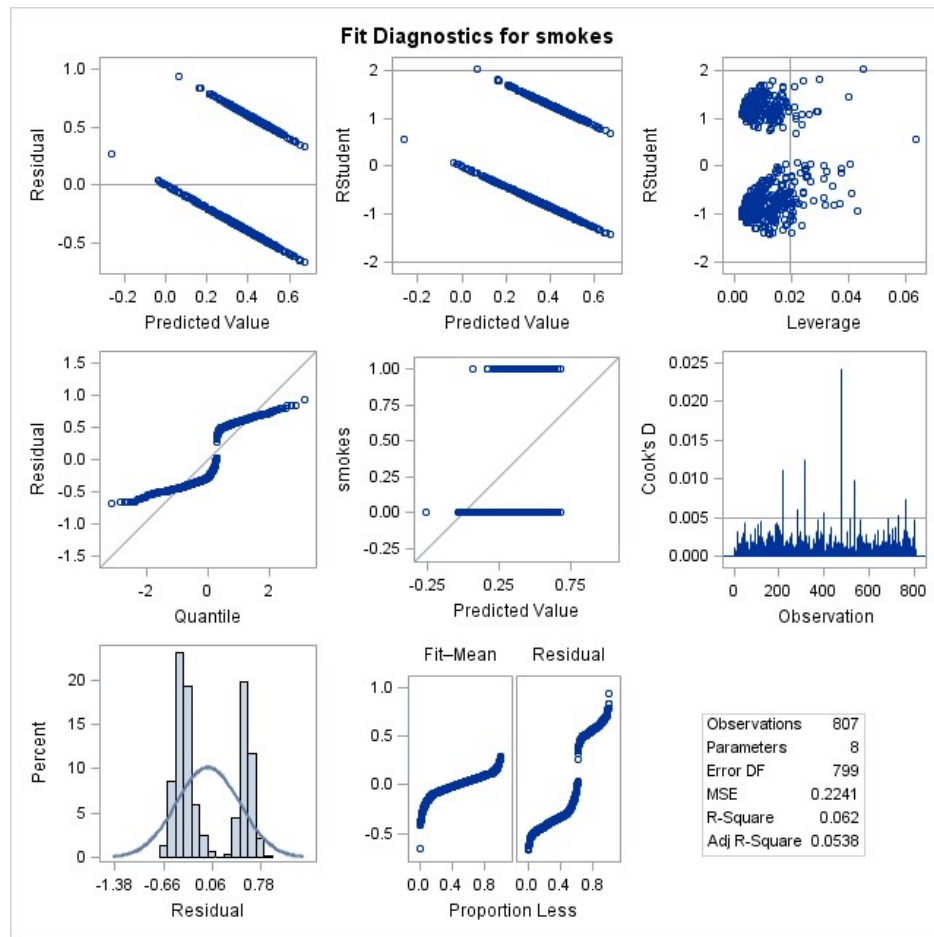 Fit Diagnostics for smokes
1.0
0.5
0.0
-0.5
Residual
-0.2 0.0 0.2 0.4 0.6
Predicted Value
2
1
0
-1
-2
RStudent
-0.2 0.0 0.2 0.4 0.6
Predicted Value
2
1
0
-1
-2
RStudent
0.00 0.02 0.04 0.06
Leverage
1.5
1.0
0.5
0.0
-0.5
-1.0
-1.5
Residual
-2 0 2
Quantile
1.00
0.75
0.50
0.25
0.00
-0.25
smokes
-0.25 0.25 0.75
Predicted Value
0.025
0.020
0.015
0.010
0.005
0.000
Cook's D
0 200 400 600 800
Observation
20
15
10
5
0
Percent
-1.38 -0.66 0.06 0.78
Residual
Fit–Mean Residual
1.0
0.5
0.0
-0.5
0.0 0.4 0.8 0.0 0.4 0.8
Proportion Less
Observations 807
Parameters 8
Error DF 799
MSE 0.2241
R-Square 0.062
Adj R-Square 0.0538